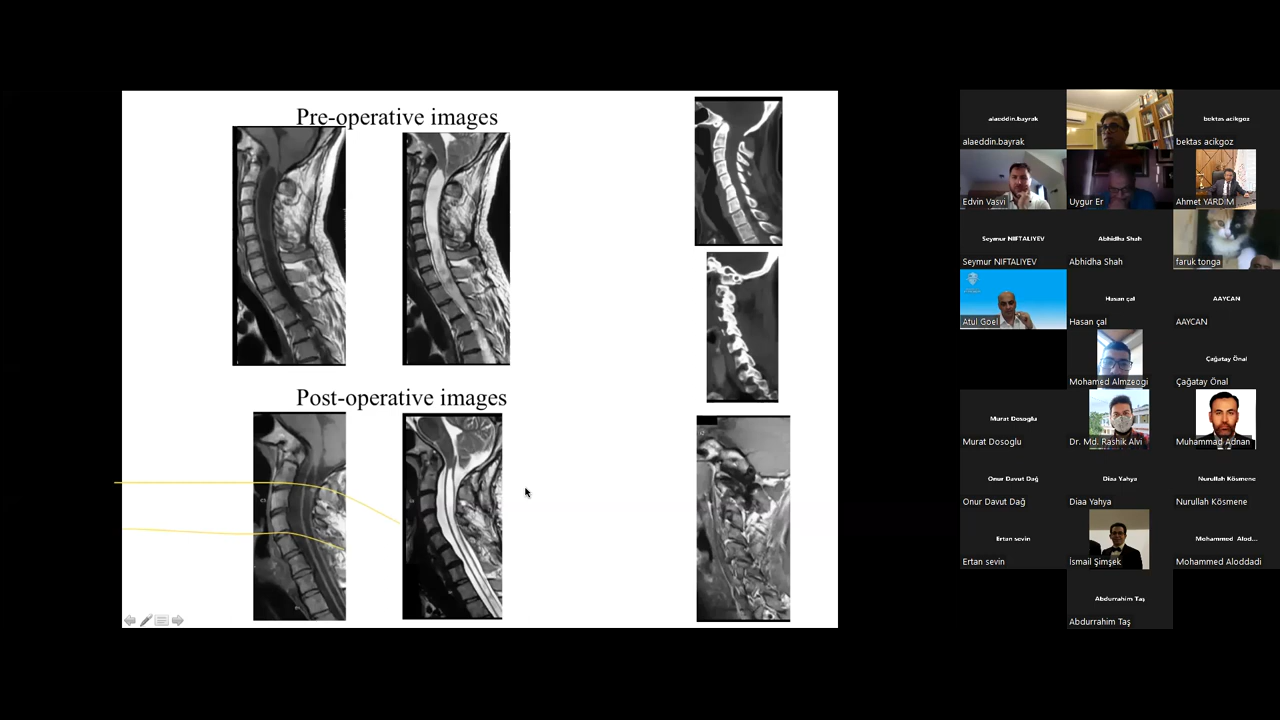 Pre-operative images
Post-operative images
alaeddin.bayrak
alaeddin.bayrak
bektas acikgoz
bektas acikgoz
Edvin Vasvi
Uygur Er
Ahmet YARDIM
Seymur NIFTALIYEV
Seymur NIFTALIYEV
Abhidha Shah
Abhidha Shah
faruk tonga
Atul Goel
Hasan çal
Hasan çal
AAYCAN
AAYCAN
Mohamed Almzeogi
Çağatay Önal
Çağatay Önal
Murat Dosoglu
Murat Dosoglu
Dr. Md. Rashik Alvi
Muhammad Adnan
Onur Davut Dağ
Onur Davut Dağ
Diaa Yahya
Diaa Yahya
Nurullah Kösmene
Nurullah Kösmene
Ertan sevin
Ertan sevin
İsmail Şimşek
Mohammed Alod...
Mohammed Aloddadi
Abdurrahim Taş
Abdurrahim Taş